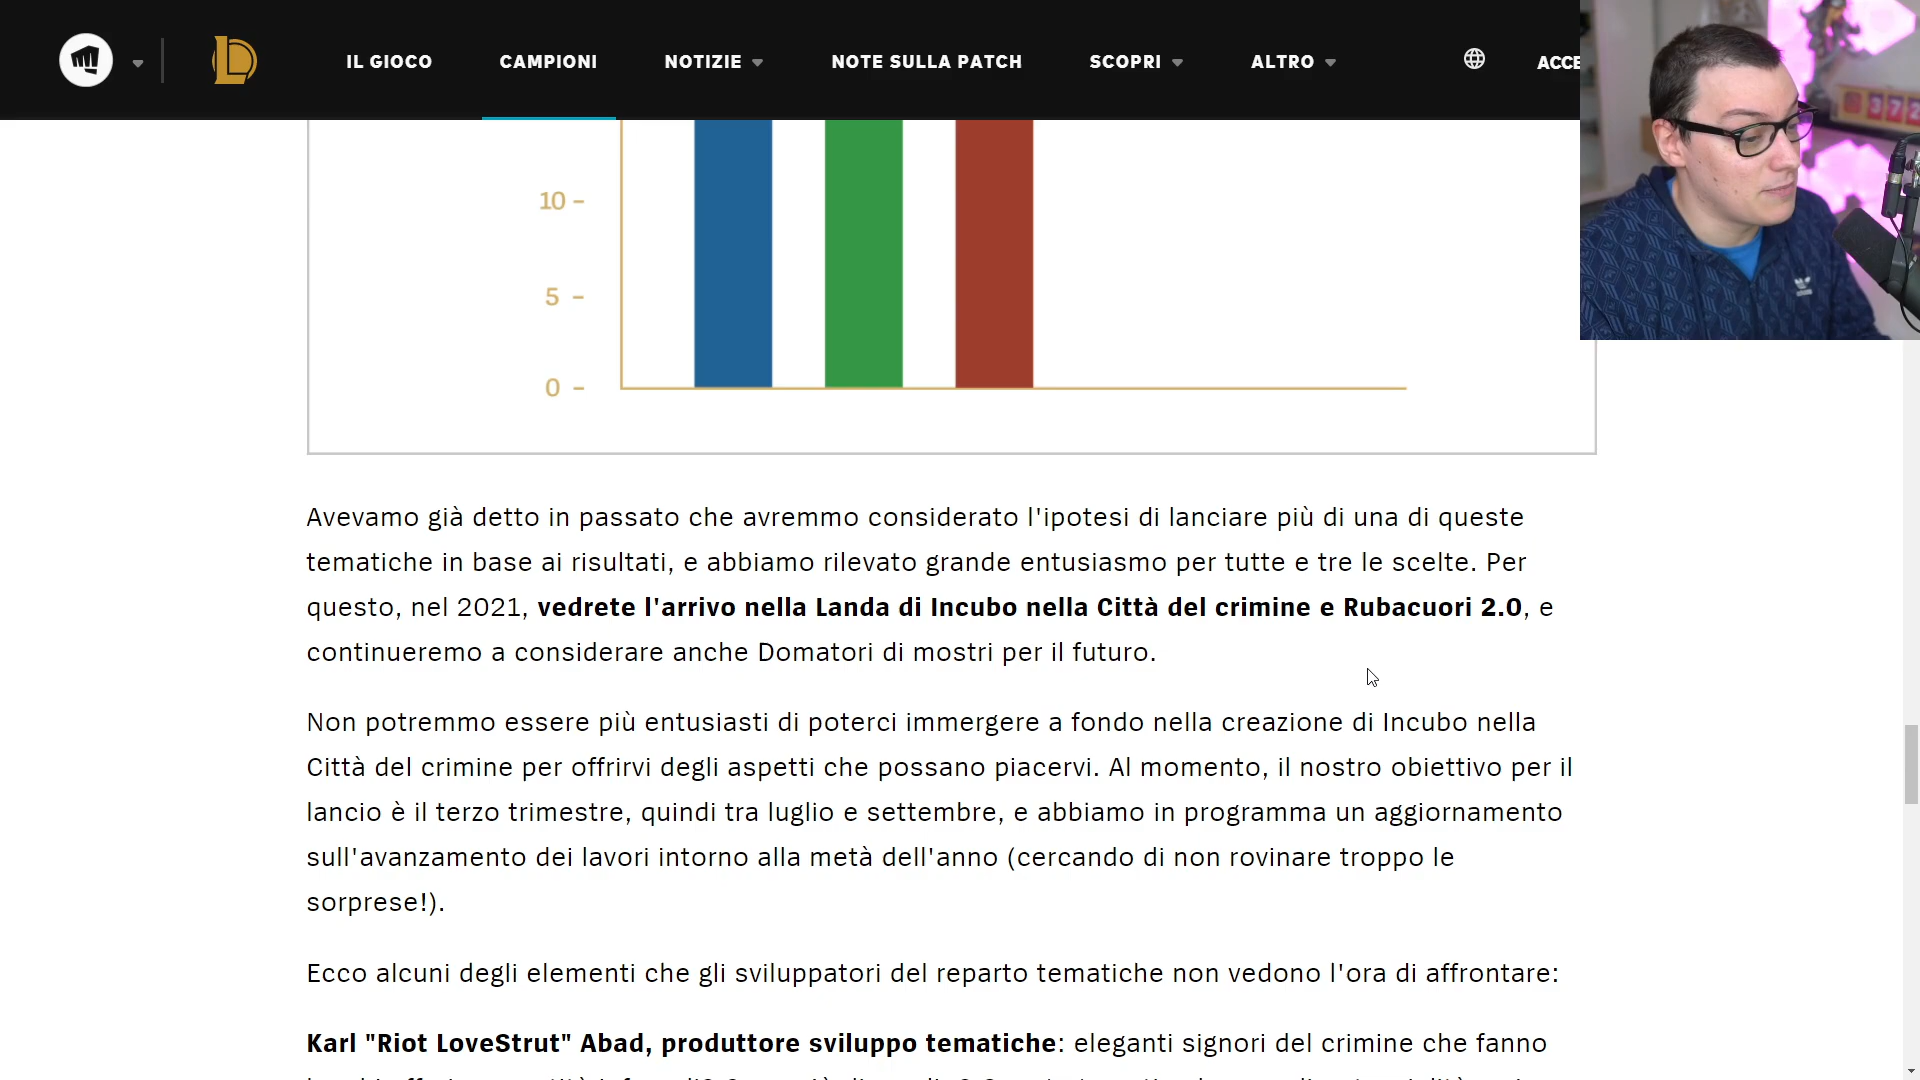 IL GIOCO CAMPIONI NOTIZIE NOTE SULLA PATCH SCOPRI ALTRO ACCE
372
10 -
5 -
0 -
Avevamo già detto in passato che avremmo considerato l'ipotesi di lanciare più di una di queste
tematiche in base ai risultati, e abbiamo rilevato grande entusiasmo per tutte e tre le scelte. Per
questo, nel 2021, vedrete l'arrivo nella Landa di Incubo nella Città del crimine e Rubacuori 2.0, e
continueremo a considerare anche Domatori di mostri per il futuro.
Non potremmo essere più entusiasti di poterci immergere a fondo nella creazione di Incubo nella
Città del crimine per offrirvi degli aspetti che possano piacervi. Al momento, il nostro obiettivo per il
lancio è il terzo trimestre, quindi tra luglio e settembre, e abbiamo in programma un aggiornamento
sull'avanzamento dei lavori intorno alla metà dell'anno (cercando di non rovinare troppo le
sorprese!).
Ecco alcuni degli elementi che gli sviluppatori del reparto tematiche non vedono l'ora di affrontare:
Karl "Riot LoveStrut" Abad, produttore sviluppo tematiche: eleganti signori del crimine che fanno